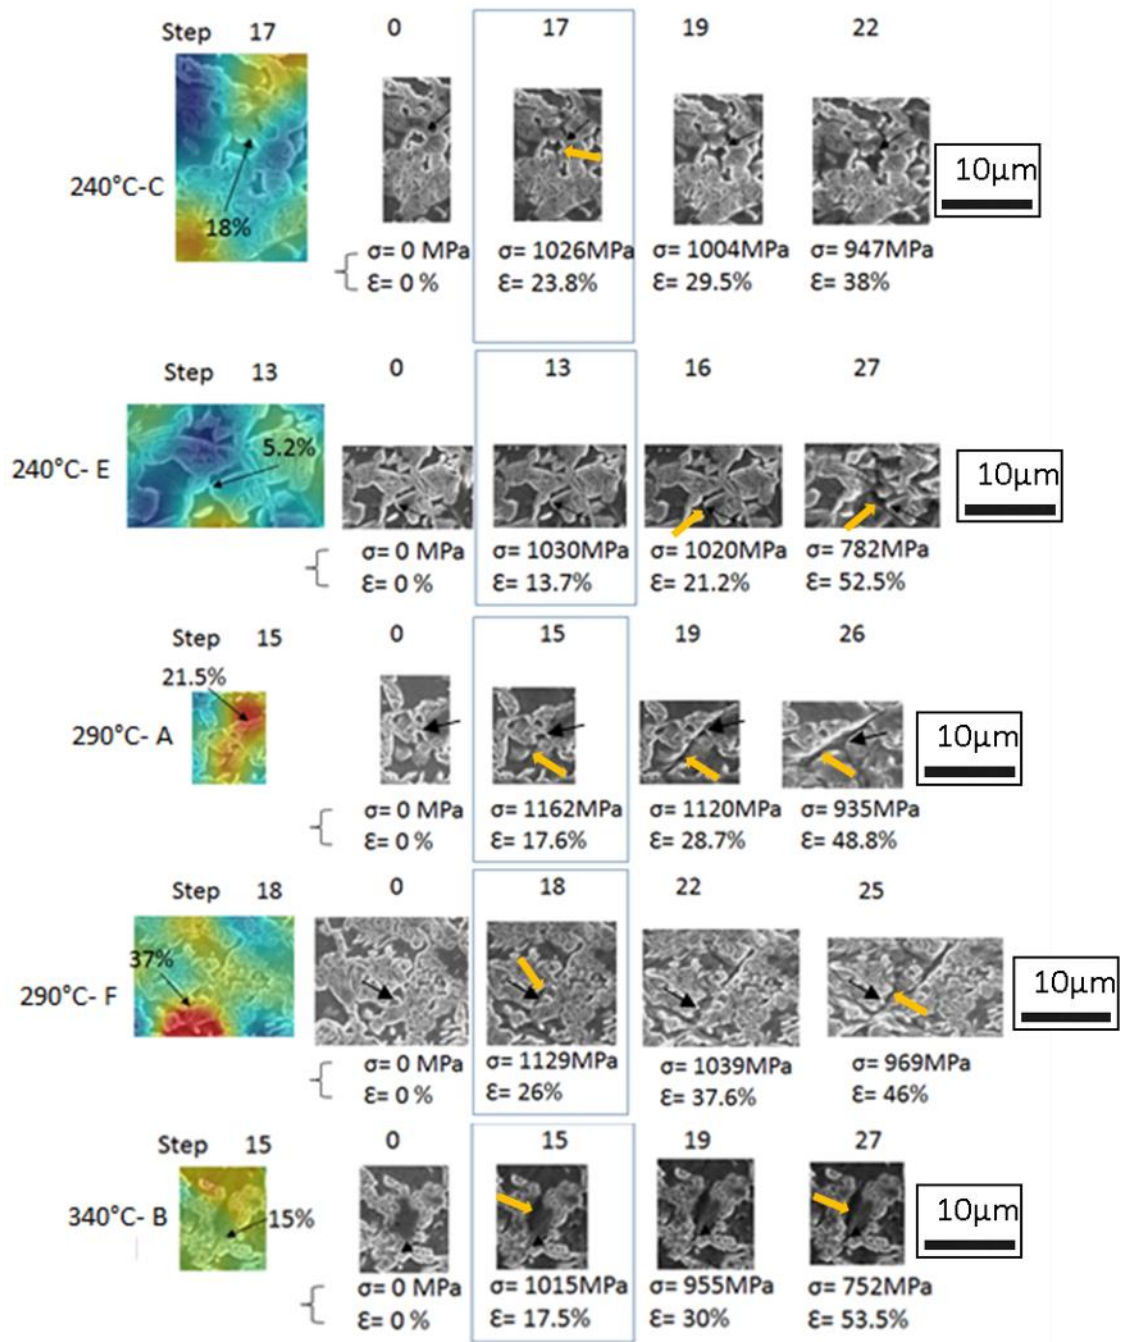 Step 17 0 17 19 22
240°C-C
18%
10µm
σ= 0 MPa σ= 1026MPa σ= 1004MPa σ= 947MPa
Ɛ= 0 % Ɛ= 23.8% Ɛ= 29.5% Ɛ= 38%
Step 13 0 13 16 27
5.2%
240°C- E
10µm
σ= 0 MPa σ= 1030MPa σ= 1020MPa σ= 782MPa
Ɛ= 0 % Ɛ= 13.7% Ɛ= 21.2% Ɛ= 52.5%
Step 15 0 15 19 26
21.5%
290°C- A
10µm
σ= 0 MPa σ= 1162MPa σ= 1120MPa σ= 935MPa
Ɛ= 0 % Ɛ= 17.6% Ɛ= 28.7% Ɛ= 48.8%
Step 18 0 18 22 25
37%
290°C- F
10µm
σ= 0 MPa σ= 1129MPa σ= 1039MPa σ= 969MPa
Ɛ= 0 % Ɛ= 26% Ɛ= 37.6% Ɛ= 46%
Step 15 0 15 19 27
340°C- B
15%
10µm
σ= 0 MPa σ= 1015MPa σ= 955MPa σ= 752MPa
Ɛ= 0 % Ɛ= 17.5% Ɛ= 30% Ɛ= 53.5%